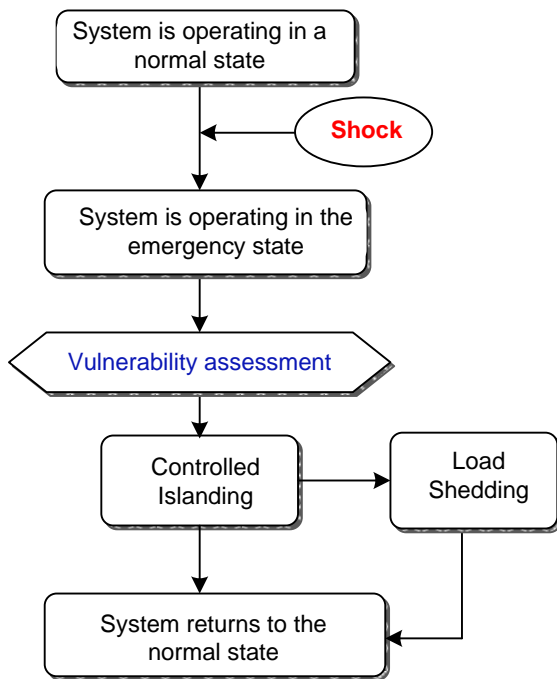 System is operating in a
normal state
Shock
System is operating in the
emergency state
Vulnerability assessment
Controlled
Islanding
Load
Shedding
System returns to the
normal state